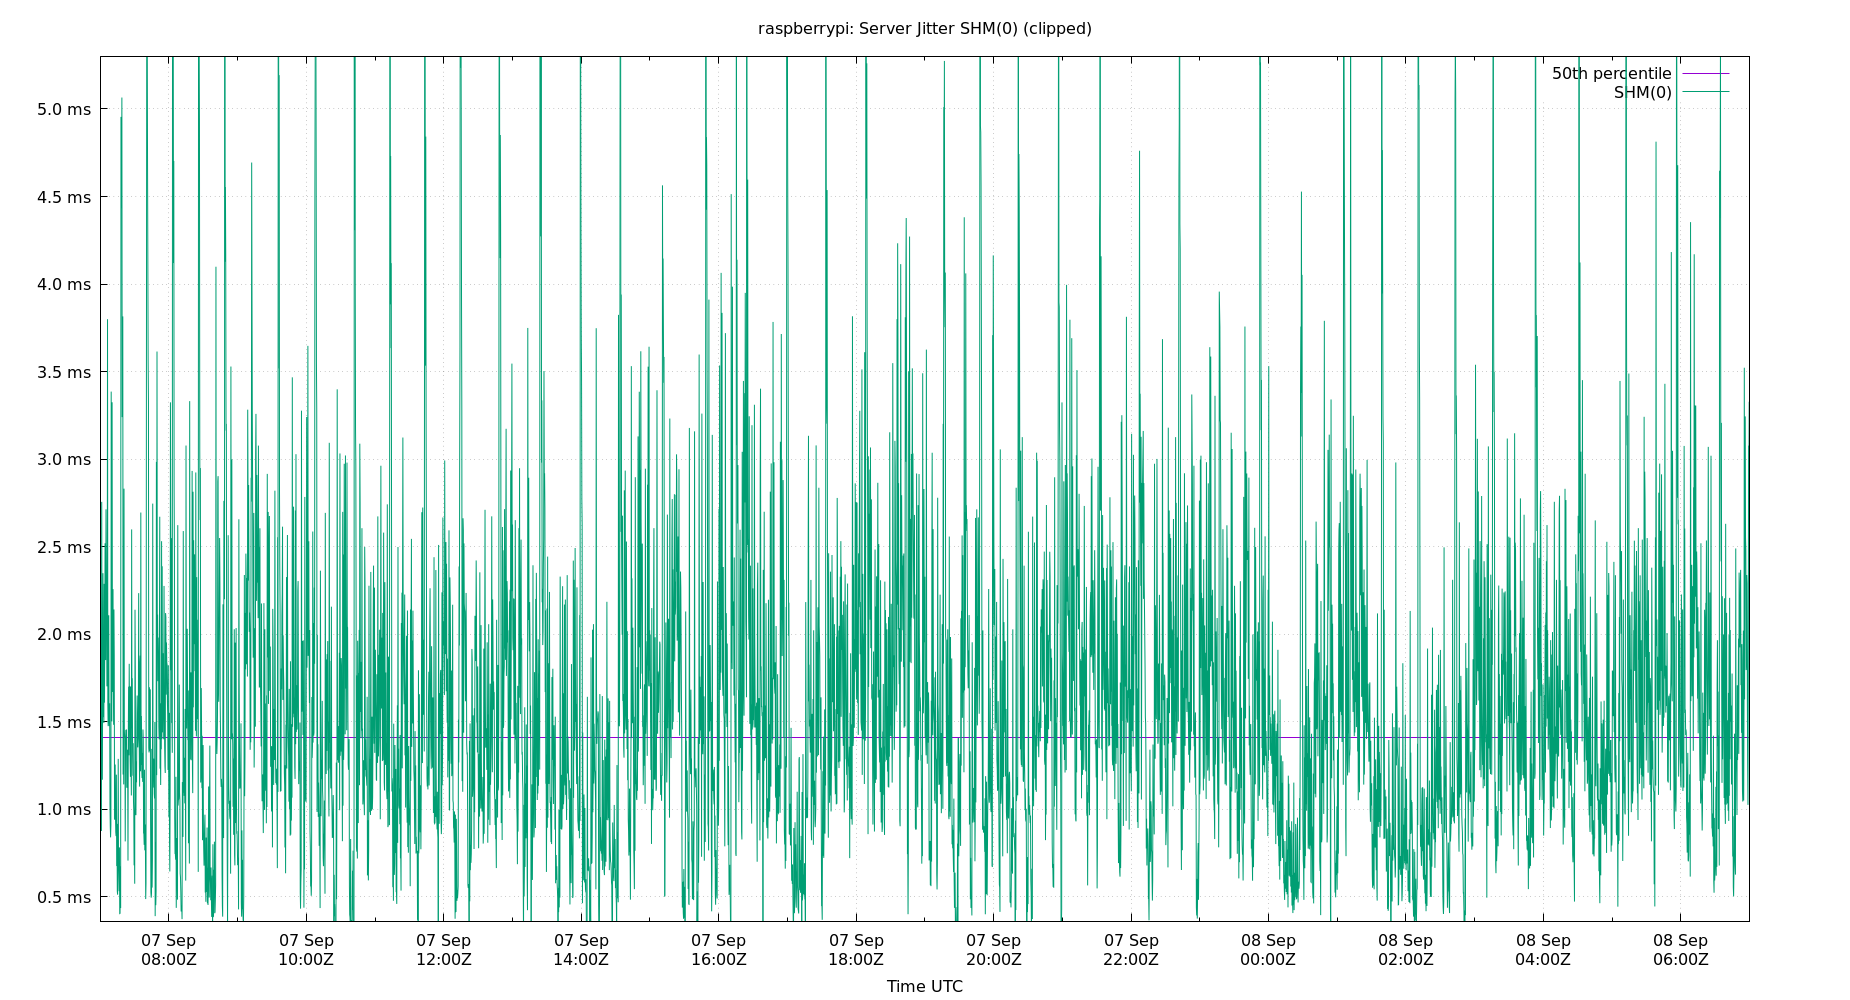 raspberrypi: Server Jitter SHM(0) (clipped)
50th percentile
SHM(0)
5.0 ms
4.5 ms
4.0 ms
3.5 ms
3.0 ms
2.5 ms
2.0 ms
1.5 ms
1.0 ms
0.5 ms
07 Sep 07 Sep 07 Sep 07 Sep 07 Sep 07 Sep 07 Sep 07 Sep 08 Sep 08 Sep 08 Sep 08 Sep
08:00Z 10:00Z 12:00Z 14:00Z 16:00Z 18:00Z 20:00Z 22:00Z 00:00Z 02:00Z 04:00Z 06:00Z
Time UTC